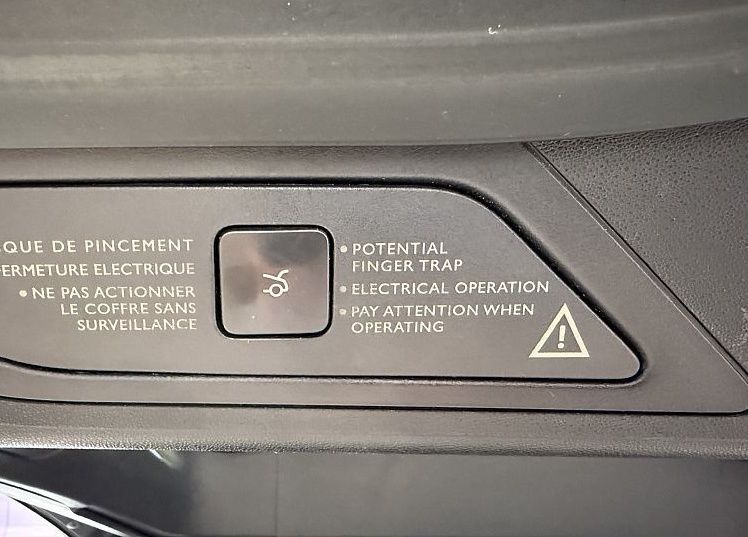 QUE DE PINCEMENT
ERMETURE ELECTRIQUE
• NE PAS ACTIONNER
LE COFFRE SANS
SURVEILLANCE
• POTENTIAL
FINGER TRAP
• ELECTRICAL OPERATION
• PAY ATTENTION WHEN
OPERATING
!